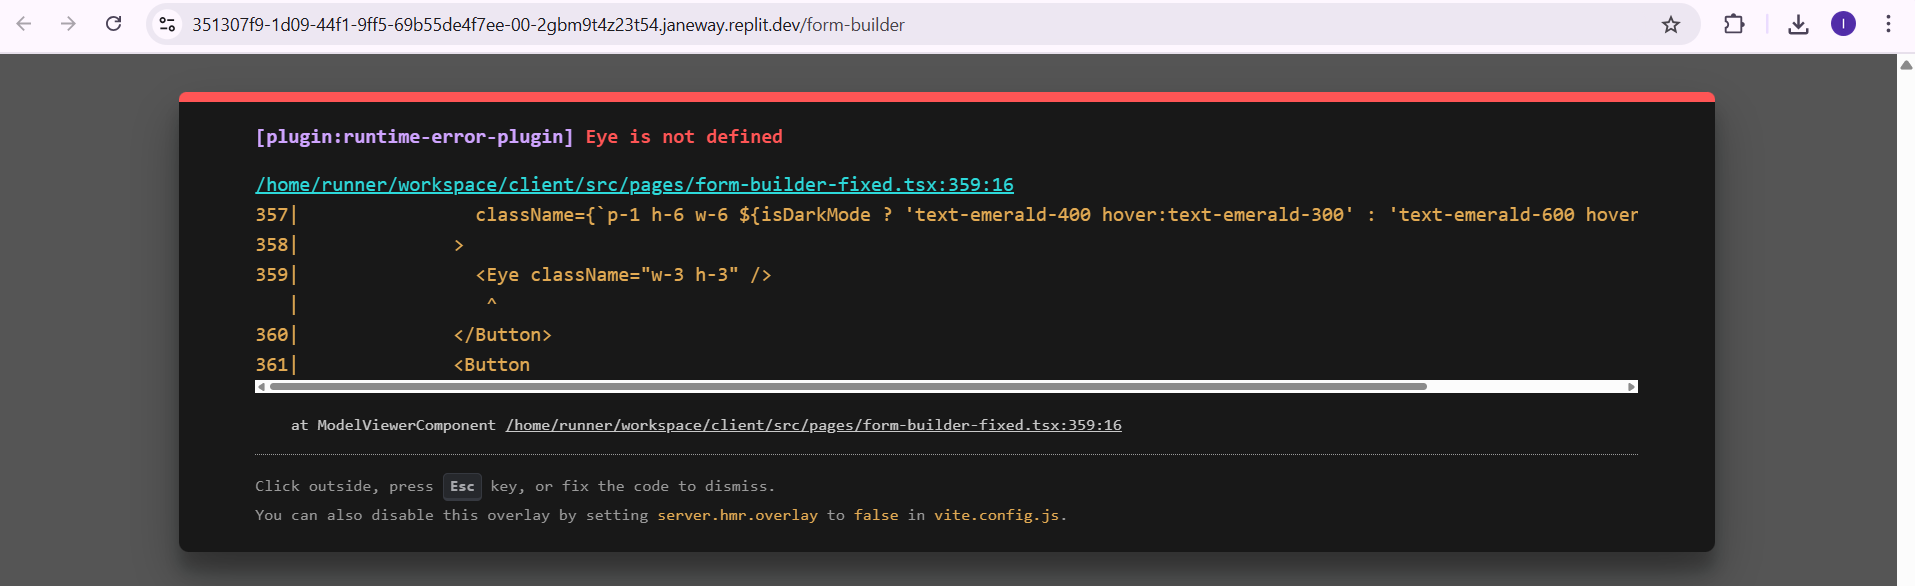 351307f9-1d09-44f1-9ff5-69b55de4f7ee-00-2gbm9t4z23t54.janeway.replit.dev/form-builder
I
[plugin:runtime-error-plugin] Eye is not defined
/home/runner/workspace/client/src/pages/form-builder-fixed.tsx:359:16
357|                className={`p-1 h-6 w-6 ${isDarkMode ? 'text-emerald-400 hover:text-emerald-300' : 'text-emerald-600 hover
358|              >
359|                <Eye className="w-3 h-3" />
   |                 ^
360|              </Button>
361|              <Button
at ModelViewerComponent /home/runner/workspace/client/src/pages/form-builder-fixed.tsx:359:16
Click outside, press Esc key, or fix the code to dismiss.
You can also disable this overlay by setting server.hmr.overlay to false in vite.config.js.